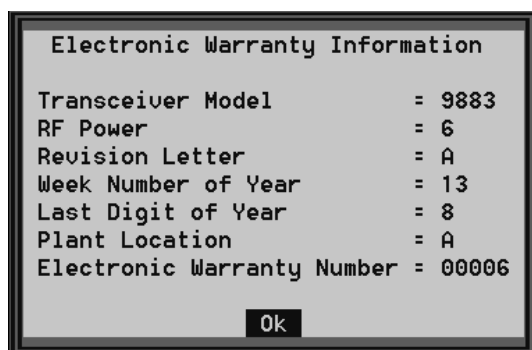 Electronic Warranty Information
Transceiver Model = 9883
RF Power = 6
Revision Letter = A
Week Number of Year = 13
Last Digit of Year = 8
Plant Location = A
Electronic Warranty Number = 00006
Ok